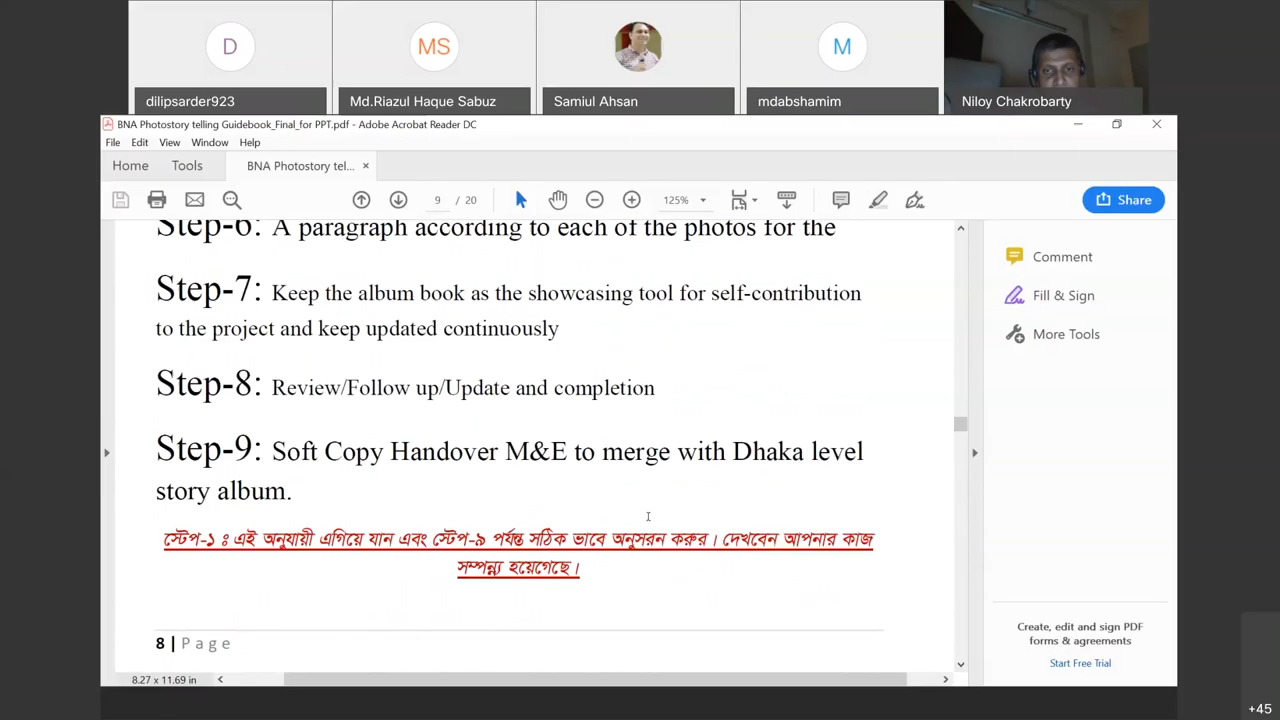 D
MS
M
dilipsarder923
Md.Riazul Haque Sabuz
Samiul Ahsan
mdabshamim
Niloy Chakrobarty
BNA Photostory telling Guidebook_Final_for PPT.pdf - Adobe Acrobat Reader DC
File Edit View Window Help
Home Tools BNA Photostory tel... ×
9 / 20 125% Share
Step-6: A paragraph according to each of the photos for the
Step-7: Keep the album book as the showcasing tool for self-contribution
to the project and keep updated continuously
Step-8: Review/Follow up/Update and completion
Step-9: Soft Copy Handover M&E to merge with Dhaka level
story album.
স্টেপ-১ ঃ এই অনুযায়ী এগিয়ে যান এবং স্টেপ-৯ পর্যন্ত সঠিক ভাবে অনুসরন করুর। দেখবেন আপনার কাজ
সম্পন্ন্য হয়েগেছে।
8 | Page
8.27 x 11.69 in
Comment
Fill & Sign
More Tools
Create, edit and sign PDF
forms & agreements
Start Free Trial
+45